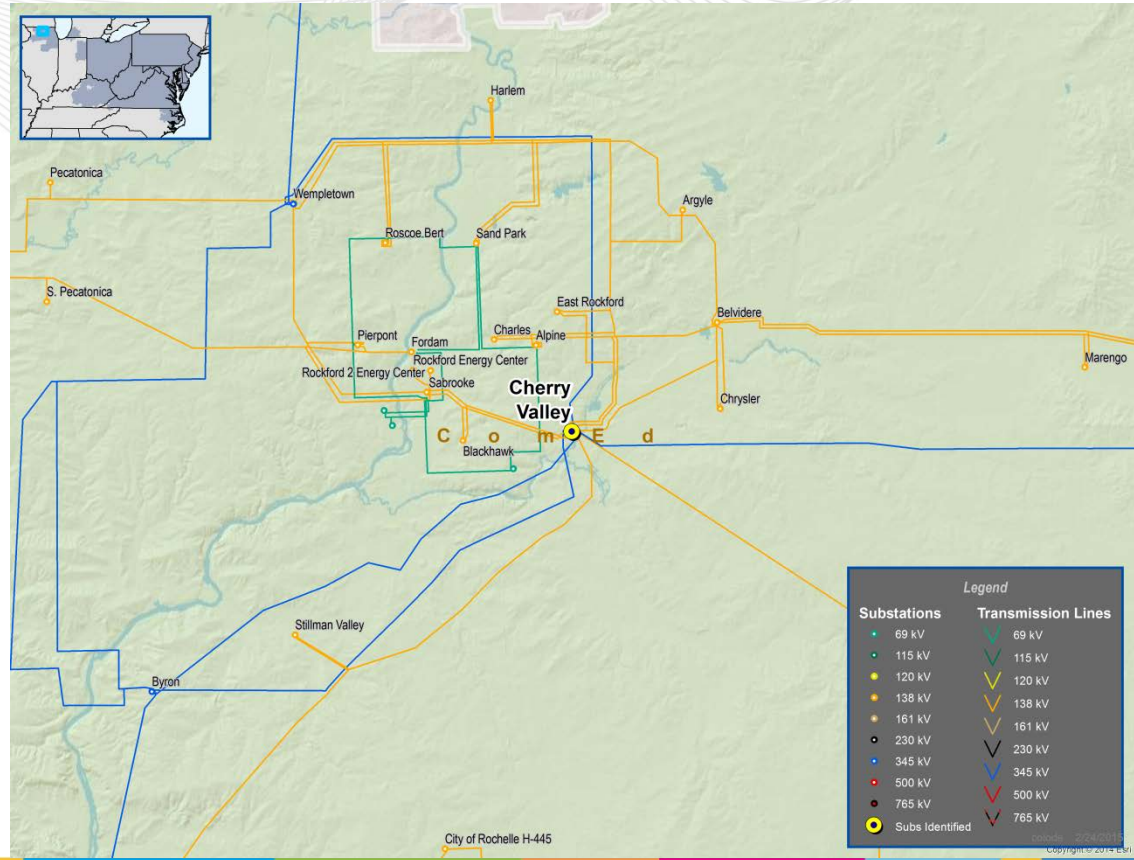 Harlem
Pecatonica
Wempletown
Argyle
Roscoe.Bert
Sand Park
S. Pecatonica
East Rockford
Belvidere
Pierpont
Fordam
Charles
Alpine
Rockford Energy Center
Marengo
Rockford 2 Energy Center
Sabrooke
Cherry
Valley
Chrysler
C o m E d
Blackhawk
Stillman Valley
Byron
City of Rochelle H-445
Legend
Substations
69 kV
115 kV
120 kV
138 kV
161 kV
230 kV
345 kV
500 kV
765 kV
Subs Identified
Transmission Lines
69 kV
115 kV
120 kV
138 kV
161 kV
230 kV
345 kV
500 kV
765 kV
2/24/2015
Copyright:© 2014 Esri